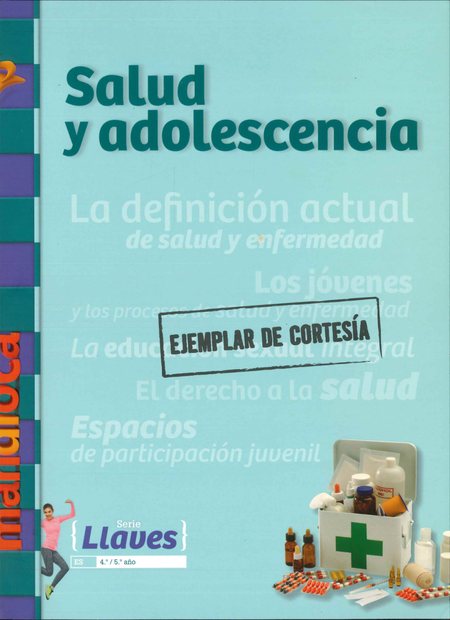 Salud
y adolescencia
La definición actual
de salud y enfermedad
Los jóvenes
y los procesos de salud y enfermedad
EJEMPLAR DE CORTESÍA
La educación sexual integral
El derecho a la salud
Espacios
de participación juvenil
mandioca
Serie
{Llaves}
ES 4.° / 5.° año